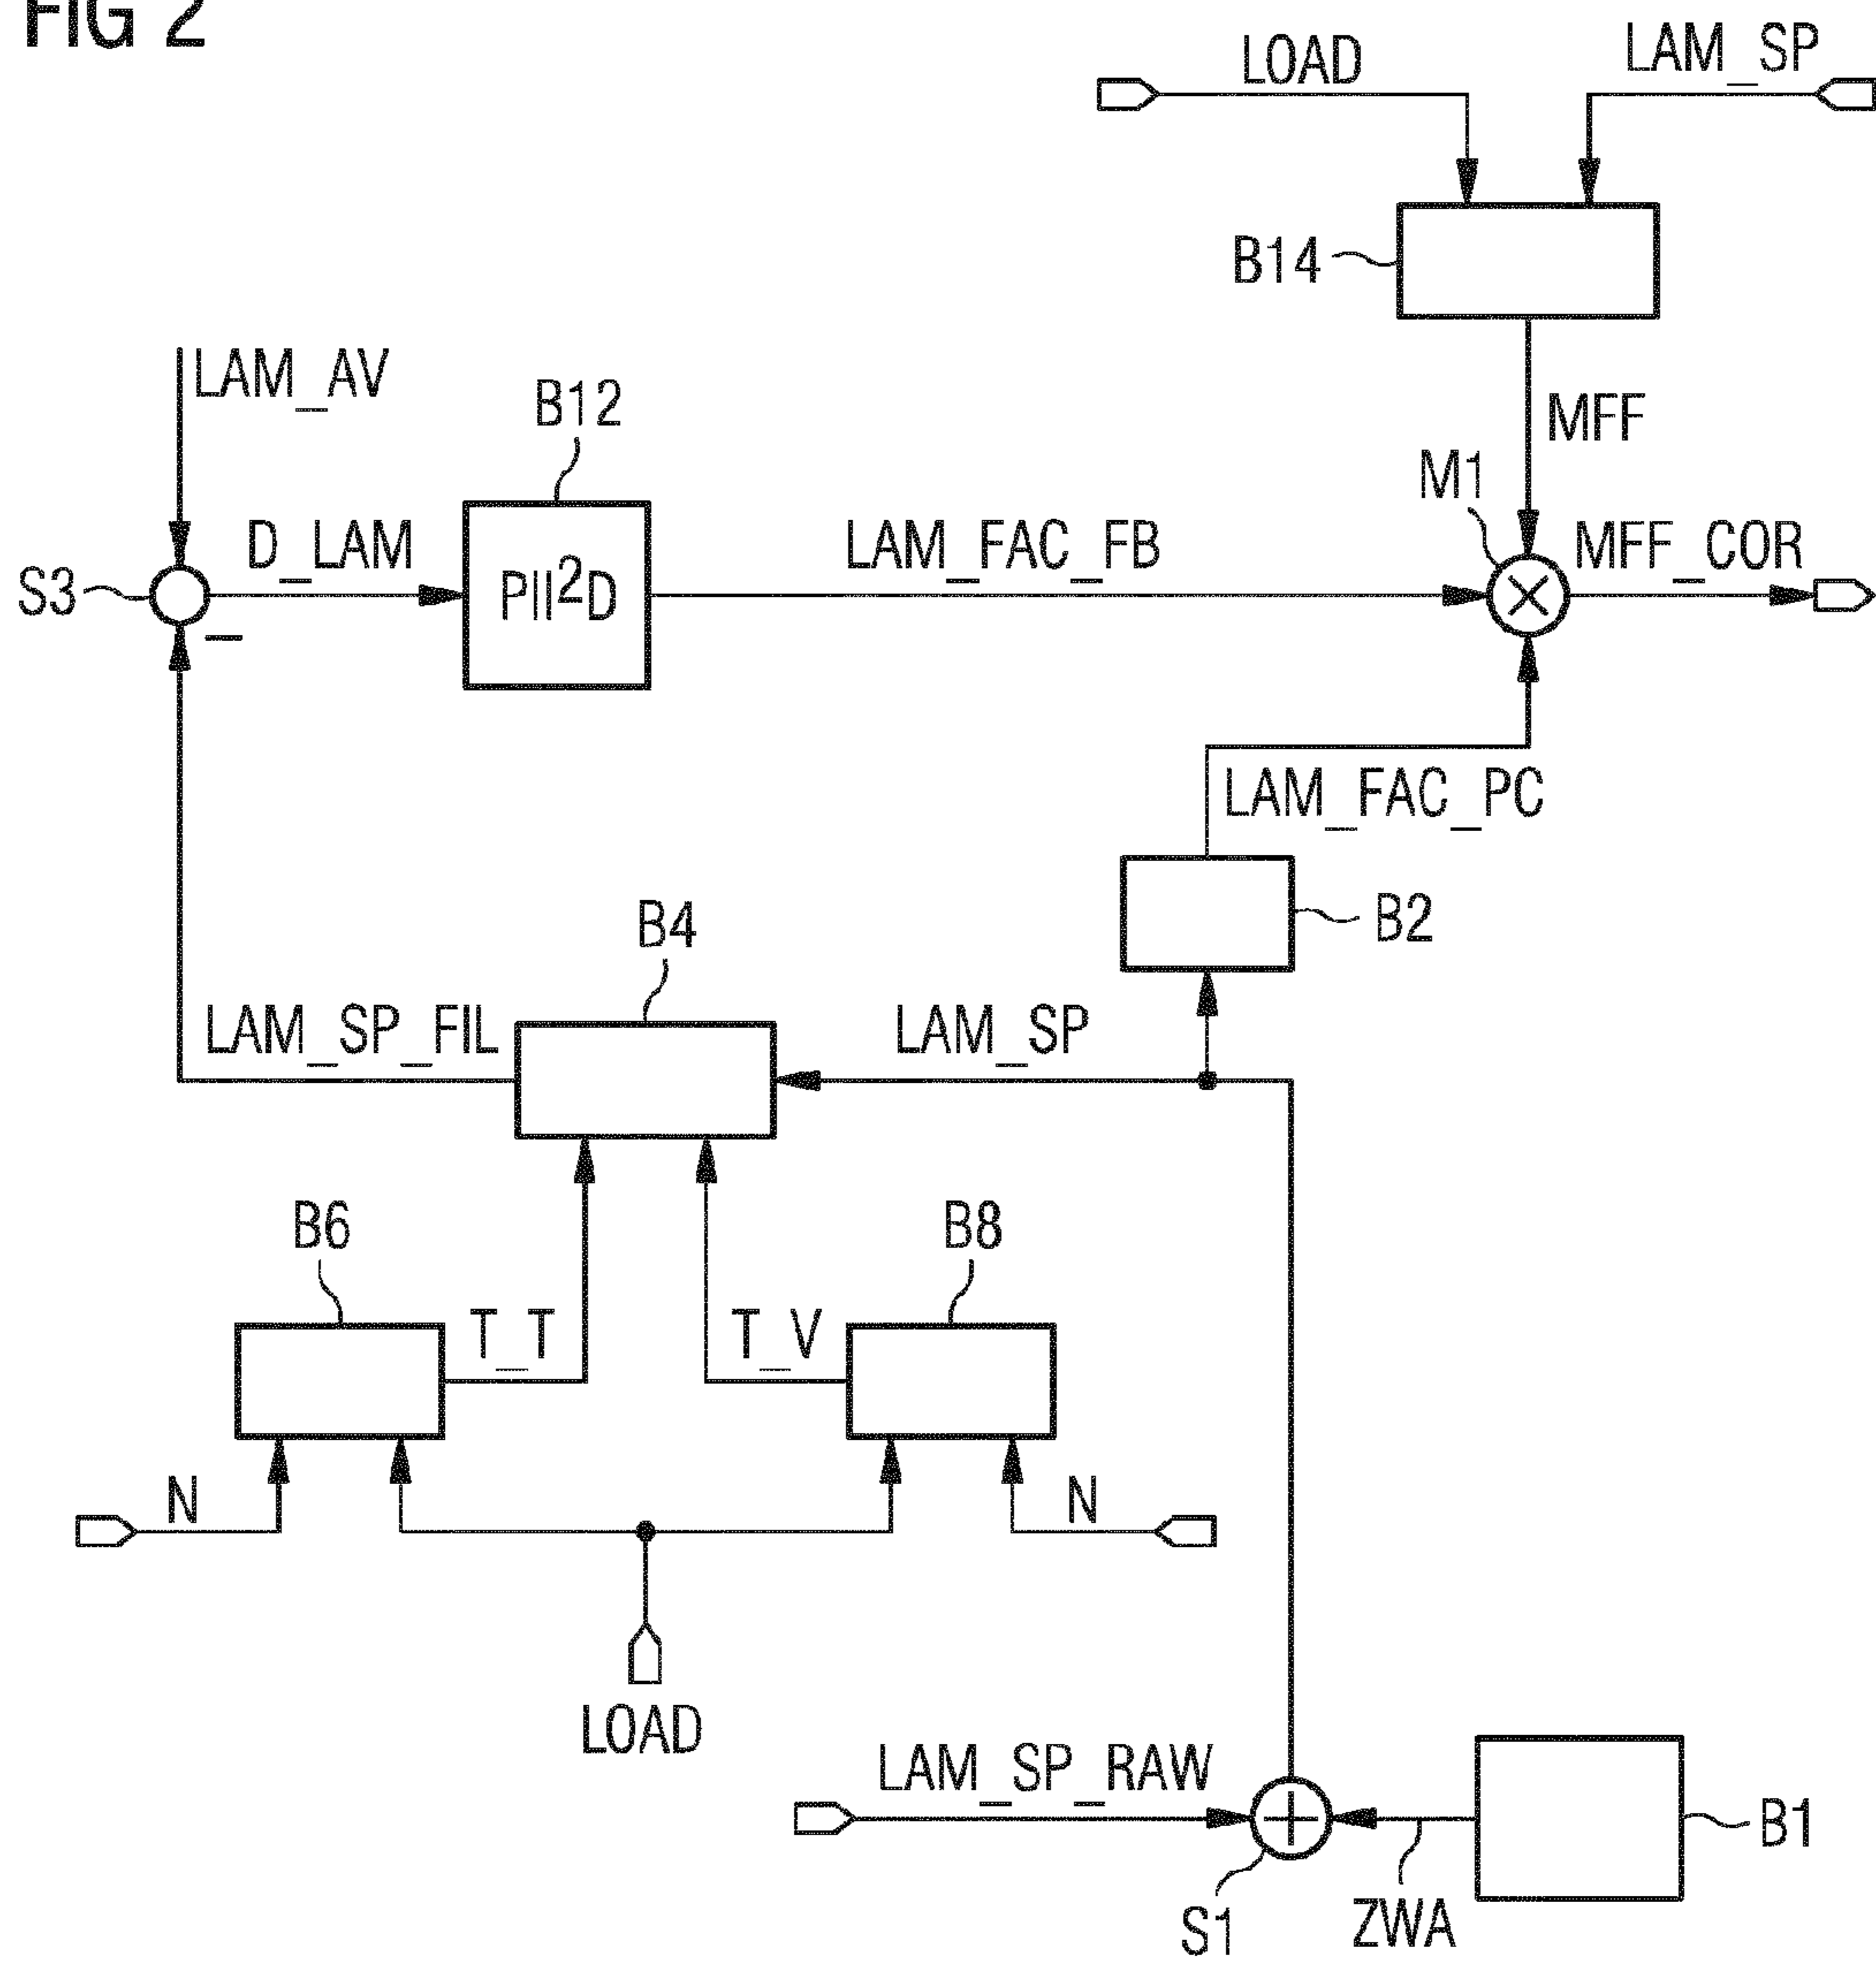 FIG 2
LOAD
LAM_SP
B14
LAM_AV
B12
MFF
M1
D_LAM
LAM_FAC_FB
MFF_COR
S3
PII²D
LAM_FAC_PC
B4
B2
LAM_SP_FIL
LAM_SP
B6
B8
T_T
T_V
N
N
LOAD
LAM_SP_RAW
B1
S1
ZWA